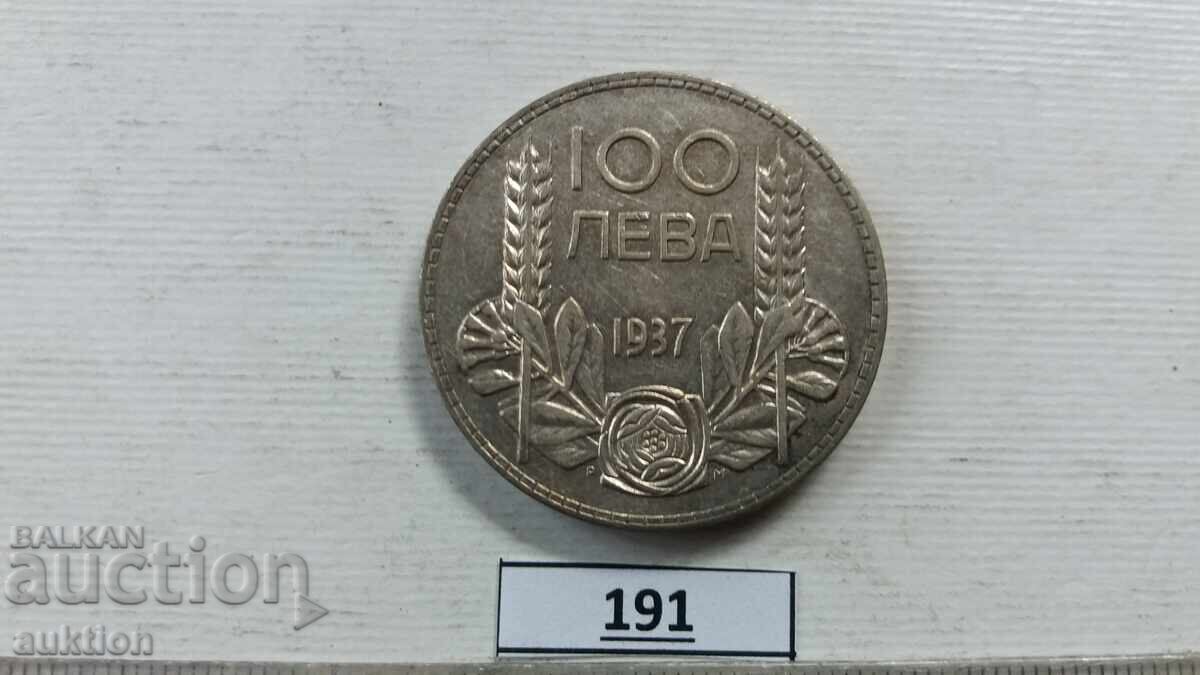 100
ЛЕВА
1937
P M
191
BALKAN
auction
auktion